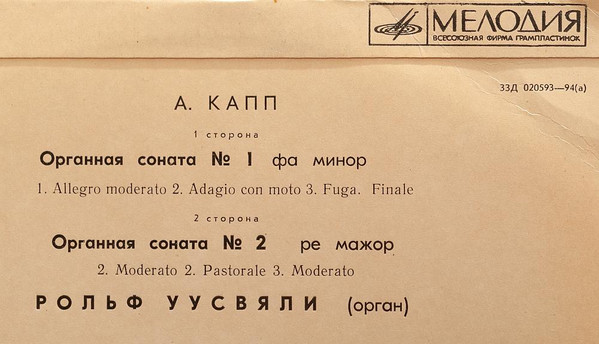 МЕЛОДИЯ
ВСЕСОЮЗНАЯ ФИРМА ГРАМПЛАСТИНОК
33Д 020593—94(а)
А. КАПП
1 сторона
Органная соната № 1 фа минор
1. Allegro moderato 2. Adagio con moto 3. Fuga. Finale
2 сторона
Органная соната № 2 ре мажор
2. Moderato 2. Pastorale 3. Moderato
РОЛЬФ УУСВЯЛИ (орган)